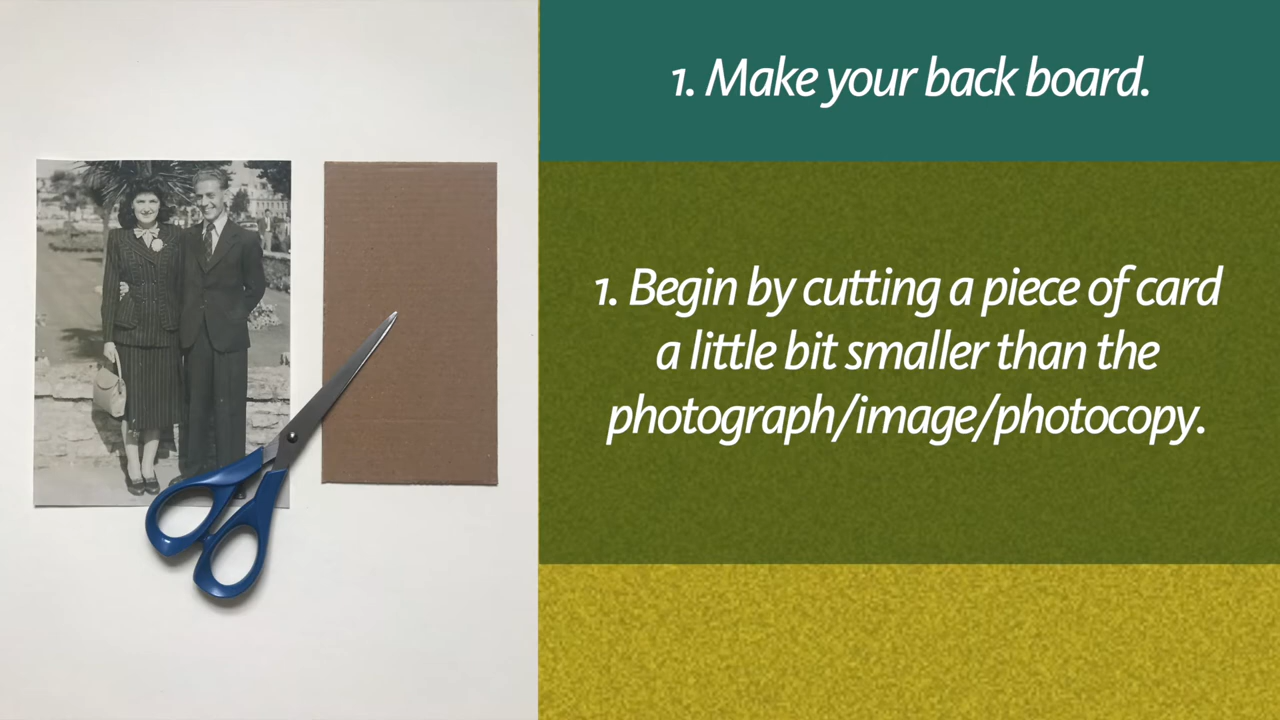 1. Make your back board.
1. Begin by cutting a piece of card
a little bit smaller than the
photograph/image/photocopy.